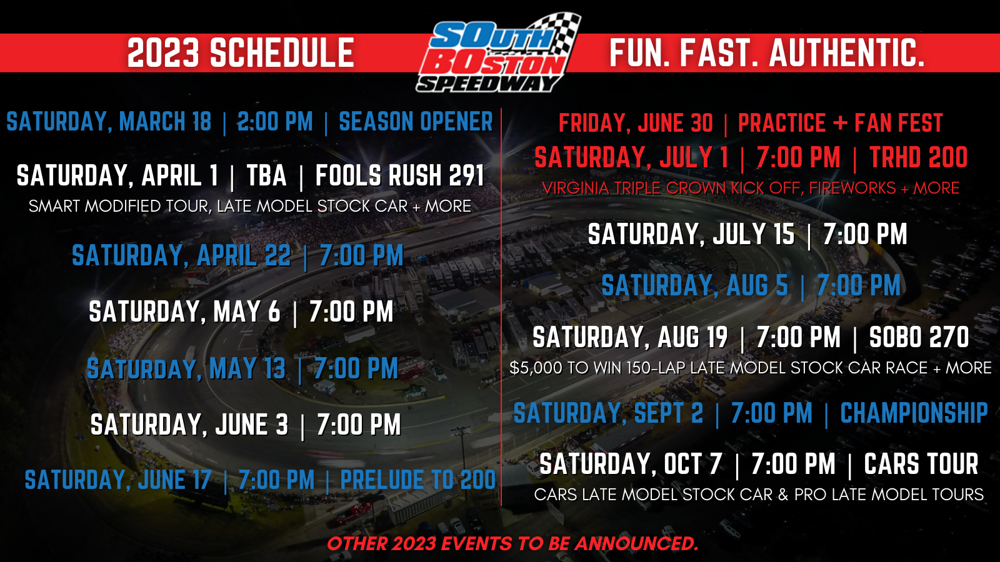 2023 SCHEDULE
SOUTH
BOSTON
SPEEDWAY
FUN. FAST. AUTHENTIC.
SATURDAY, MARCH 18 | 2:00 PM | SEASON OPENER
SATURDAY, APRIL 1 | TBA | FOOLS RUSH 291
SMART MODIFIED TOUR, LATE MODEL STOCK CAR + MORE
SATURDAY, APRIL 22 | 7:00 PM
SATURDAY, MAY 6 | 7:00 PM
SATURDAY, MAY 13 | 7:00 PM
SATURDAY, JUNE 3 | 7:00 PM
SATURDAY, JUNE 17 | 7:00 PM | PRELUDE TO 200
FRIDAY, JUNE 30 | PRACTICE + FAN FEST
SATURDAY, JULY 1 | 7:00 PM | TRHD 200
VIRGINIA TRIPLE CROWN KICK OFF, FIREWORKS + MORE
SATURDAY, JULY 15 | 7:00 PM
SATURDAY, AUG 5 | 7:00 PM
SATURDAY, AUG 19 | 7:00 PM | SOBO 270
$5,000 TO WIN 150-LAP LATE MODEL STOCK CAR RACE + MORE
SATURDAY, SEPT 2 | 7:00 PM | CHAMPIONSHIP
SATURDAY, OCT 7 | 7:00 PM | CARS TOUR
CARS LATE MODEL STOCK CAR & PRO LATE MODEL TOURS
OTHER 2023 EVENTS TO BE ANNOUNCED.